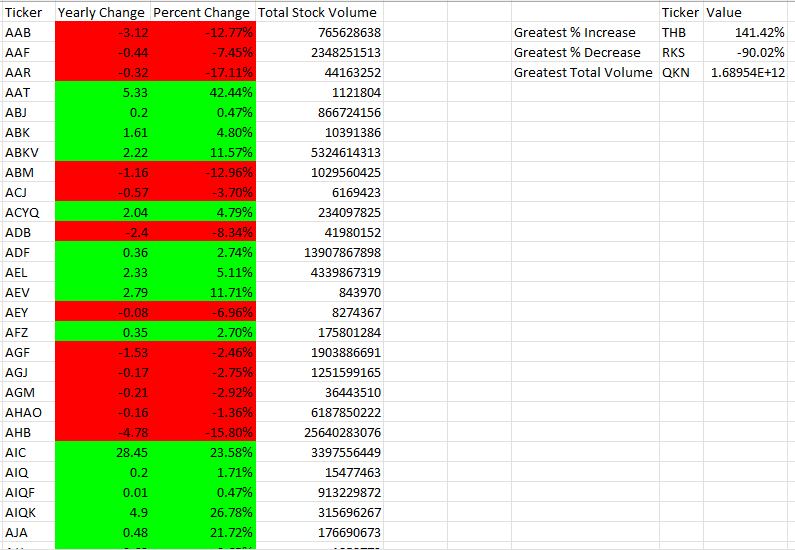 Ticker Yearly Change Percent Change Total Stock Volume Ticker Value
AAB -3.12 -12.77% 765628638 Greatest % Increase THB 141.42%
AAF -0.44 -7.45% 2348251513 Greatest % Decrease RKS -90.02%
AAR -0.32 -17.11% 44163252 Greatest Total Volume QKN 1.68954E+12
AAT 5.33 42.44% 1121804
ABJ 0.2 0.47% 866724156
ABK 1.61 4.80% 10391386
ABKV 2.22 11.57% 5324614313
ABM -1.16 -12.96% 1029560425
ACJ -0.57 -3.70% 6169423
ACYQ 2.04 4.79% 234097825
ADB -2.4 -8.34% 41980152
ADF 0.36 2.74% 13907867898
AEL 2.33 5.11% 4339867319
AEV 2.79 11.71% 843970
AEY -0.08 -6.96% 8274367
AFZ 0.35 2.70% 175801284
AGF -1.53 -2.46% 1903886691
AGJ -0.17 -2.75% 1251599165
AGM -0.21 -2.92% 36443510
AHAO -0.16 -1.36% 6187850222
AHB -4.78 -15.80% 25640283076
AIC 28.45 23.58% 3397556449
AIQ 0.2 1.71% 15477463
AIQF 0.01 0.47% 913229872
AIQK 4.9 26.78% 315696267
AJA 0.48 21.72% 176690673